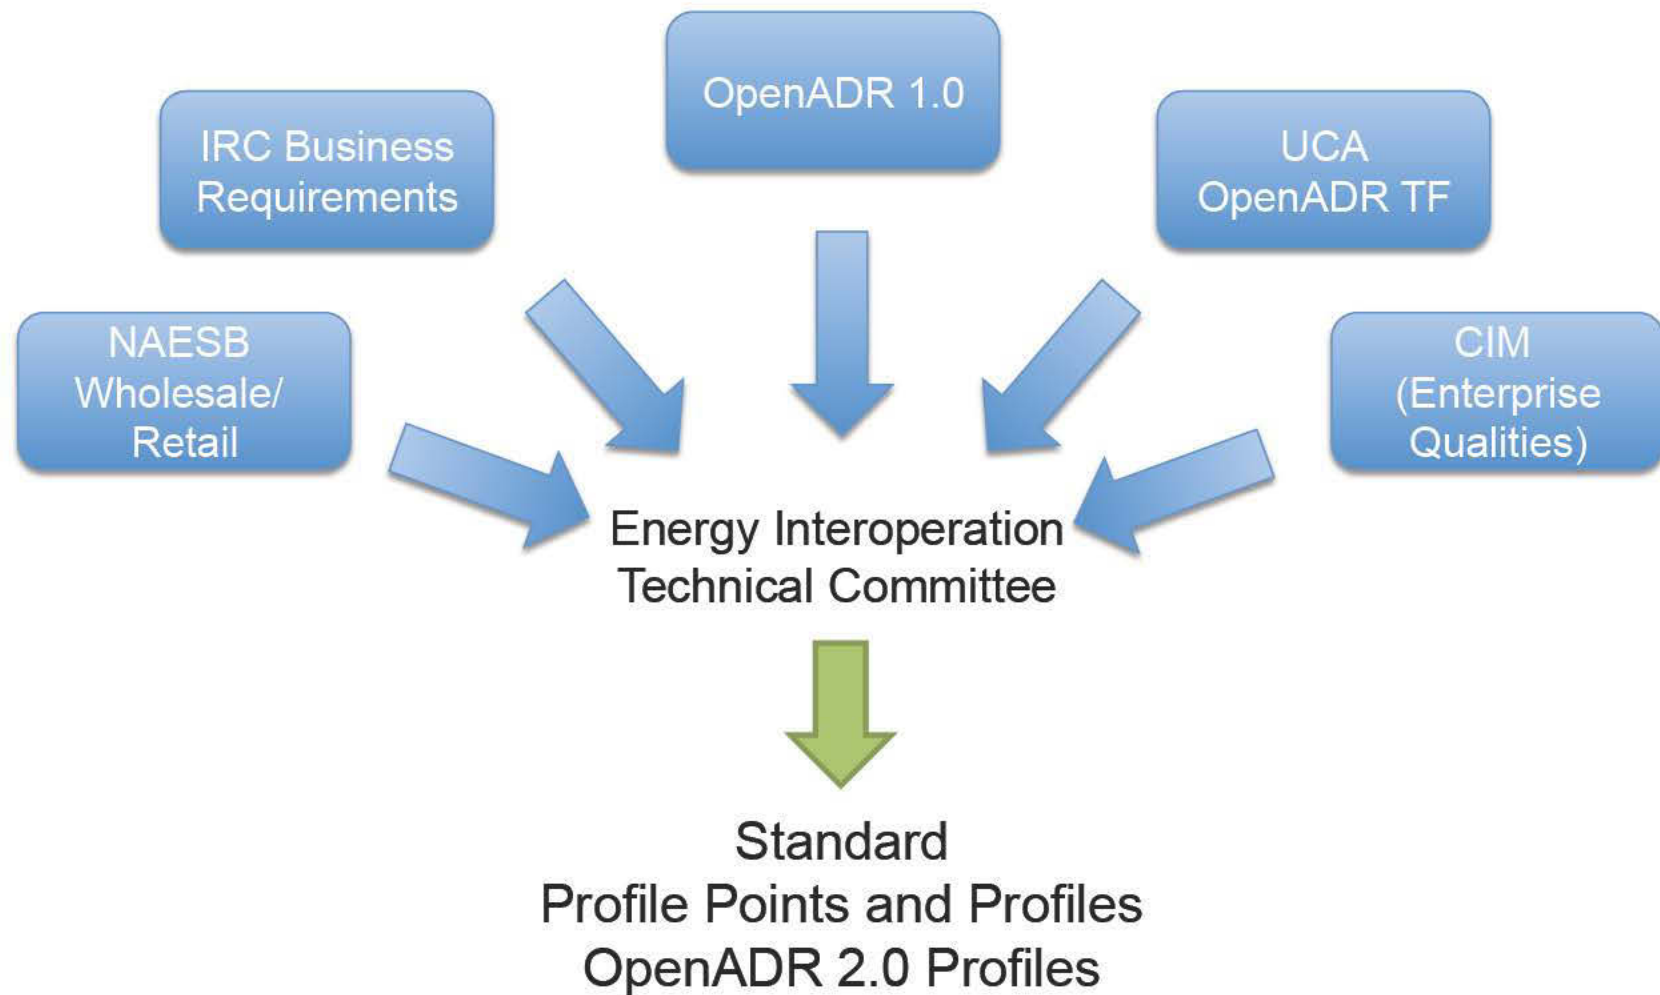 OpenADR 1.0
IRC Business
Requirements
UCA
OpenADR TF
NAESB
Wholesale/
Retail
CIM
(Enterprise
Qualities)
Energy Interoperation
Technical Committee
Standard
Profile Points and Profiles
OpenADR 2.0 Profiles